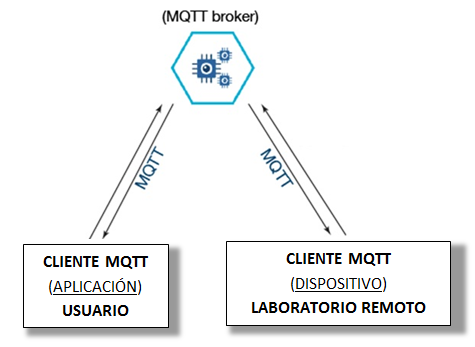 (MQTT broker)
MQTT
MQTT
CLIENTE MQTT
(APLICACIÓN)
USUARIO
CLIENTE MQTT
(DISPOSITIVO)
LABORATORIO REMOTO